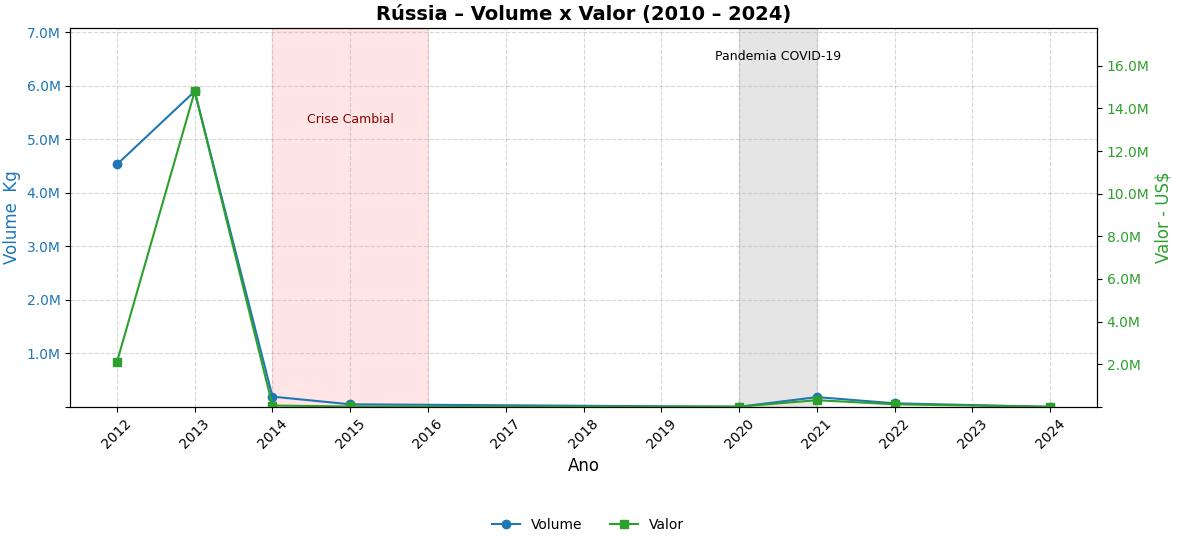 Rússia – Volume x Valor (2010 – 2024)
7.0M
6.0M
5.0M
4.0M
3.0M
2.0M
1.0M
Volume  Kg
Crise Cambial
Pandemia COVID-19
16.0M
14.0M
12.0M
10.0M
8.0M
6.0M
4.0M
2.0M
Valor - US$
2012 2013 2014 2015 2016 2017 2018 2019 2020 2021 2022 2023 2024
Ano
Volume Valor